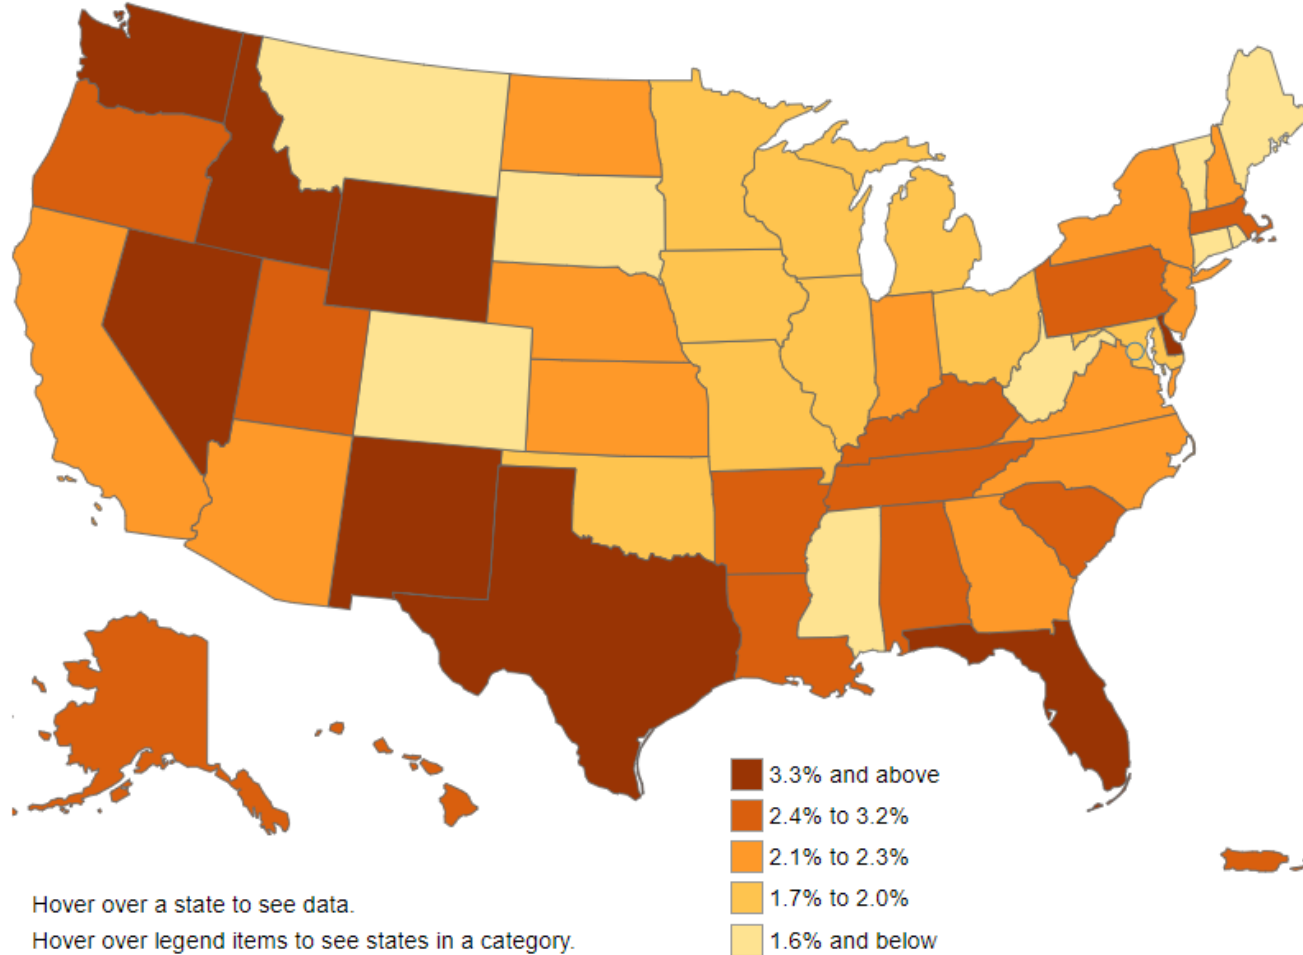 3.3% and above
2.4% to 3.2%
2.1% to 2.3%
1.7% to 2.0%
1.6% and below
Hover over a state to see data.
Hover over legend items to see states in a category.